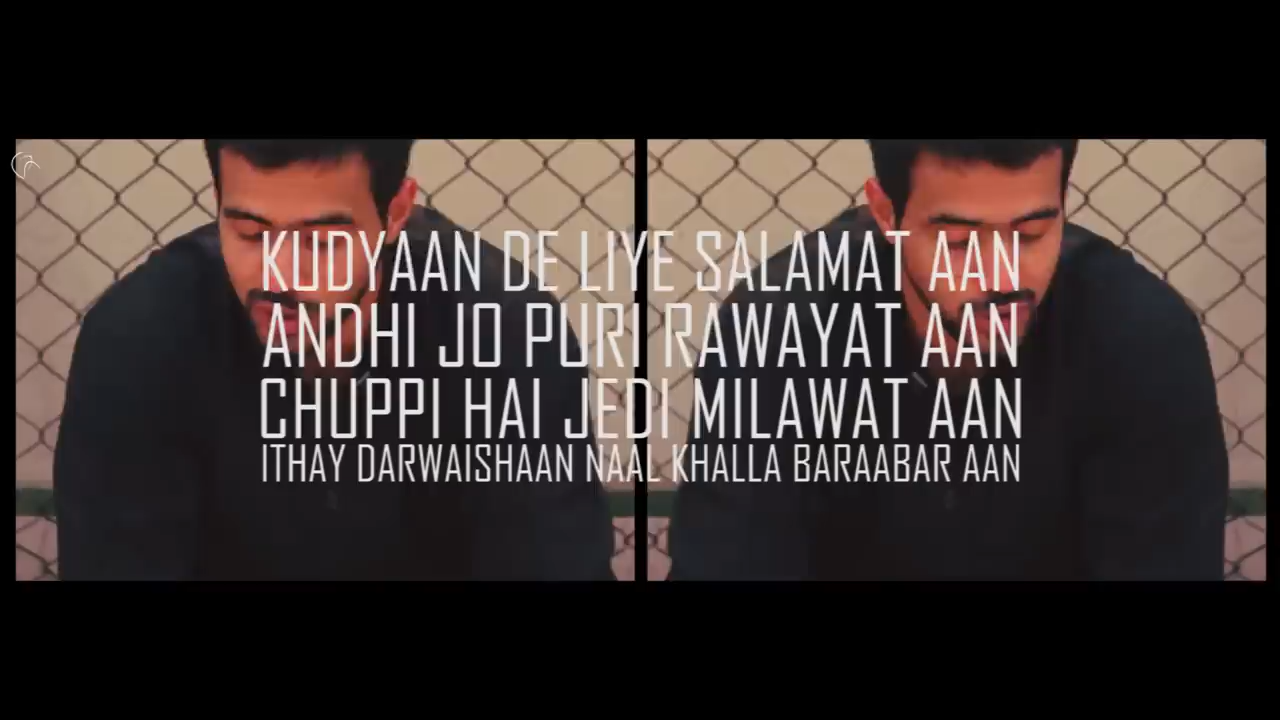 KUDYAAN DE LIYE SALAMAT AAN
ANDHI JO PURI RAWAYAT AAN
CHUPPI HAI JEDI MILAWAT AAN
ITHAY DARWAISHAAN NAAL KHALLA BARAABAR AAN